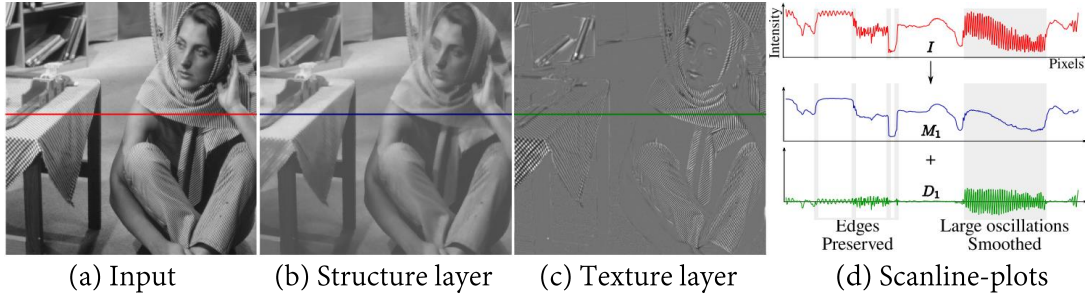 Intensity
I
Pixels
M₁
+
D₁
Edges
Preserved
Large oscillations
Smoothed
(a) Input
(b) Structure layer
(c) Texture layer
(d) Scanline-plots